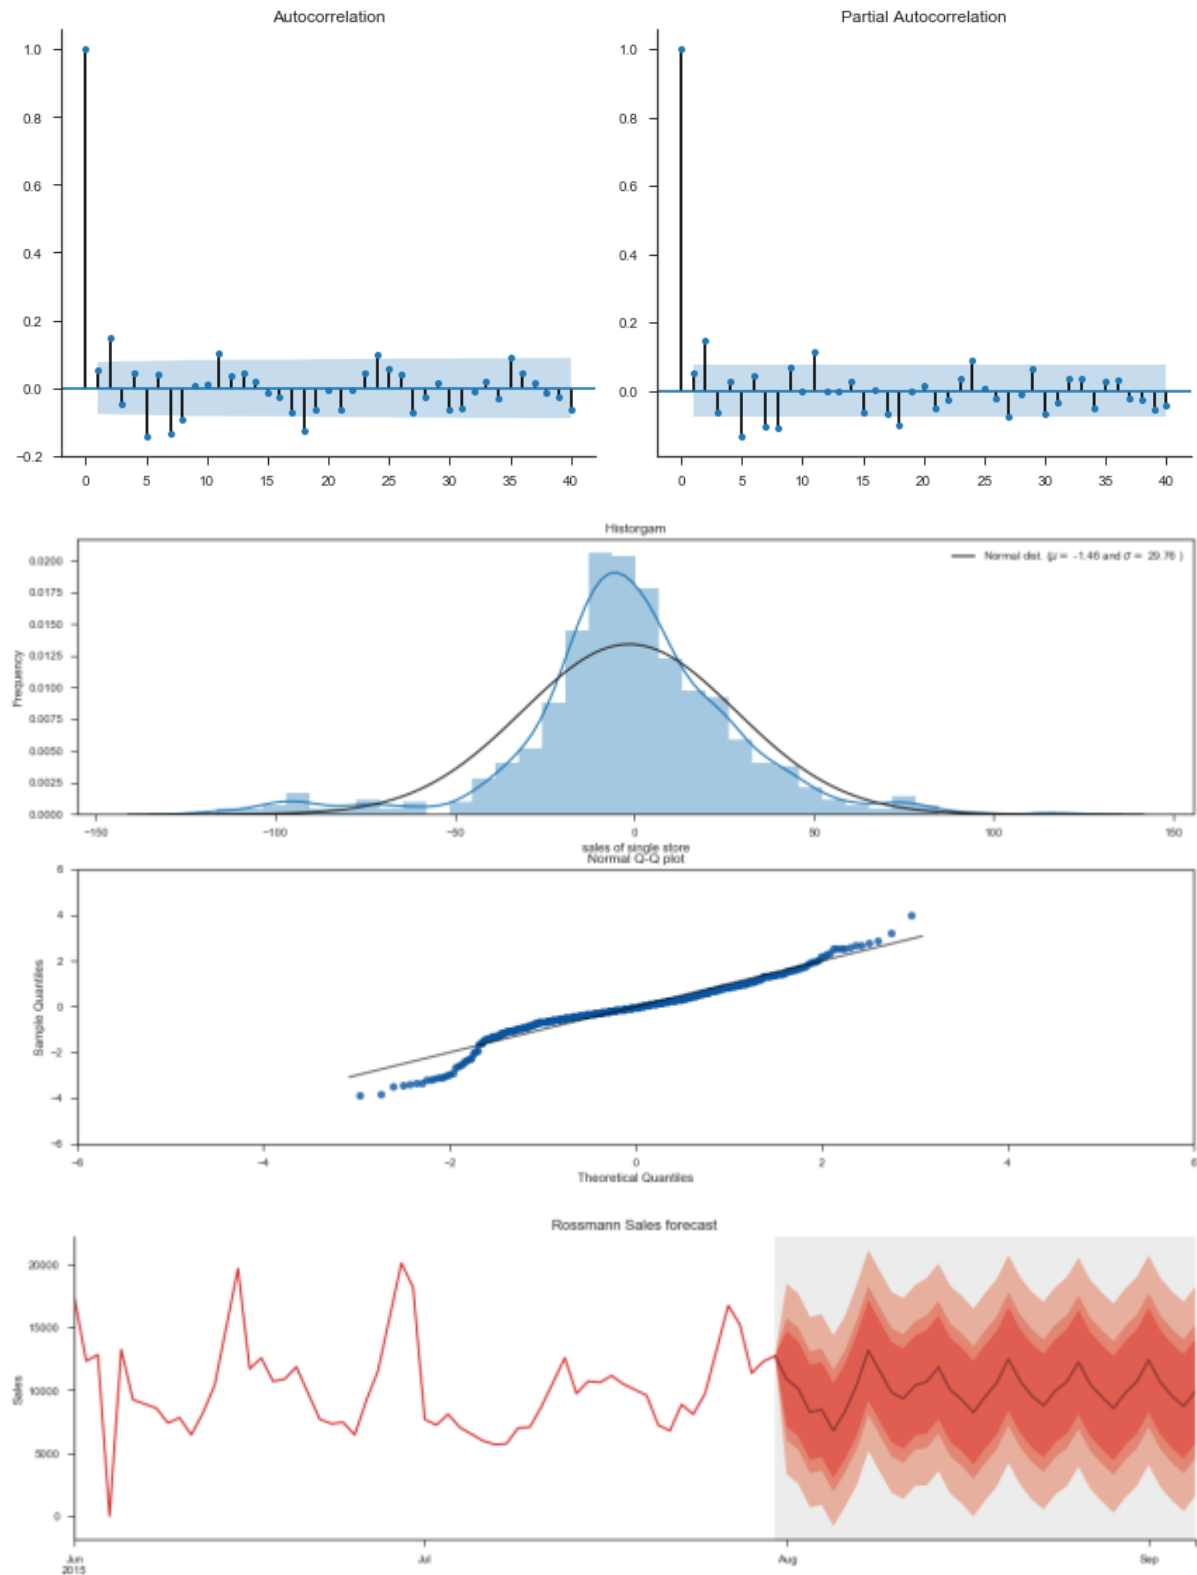 Autocorrelation
Partial Autocorrelation
1.0
0.8
0.6
0.4
0.2
0.0
−0.2
0 5 10 15 20 25 30 35 40
1.0
0.8
0.6
0.4
0.2
0.0
0 5 10 15 20 25 30 35 40
Historgam
Normal dist. (μ = -1.46 and σ = 29.76 )
Frequency
0.0200
0.0175
0.0150
0.0125
0.0100
0.0075
0.0050
0.0025
0.0000
−150 −100 −50 0 50 100 150
sales of single store
Normal Q-Q plot
Sample Quantiles
6
4
2
0
−2
−4
−6
−6 −4 −2 0 2 4 6
Theoretical Quantiles
Rossmann Sales forecast
Sales
20000
15000
10000
5000
0
Jun Jul Aug Sep
2015